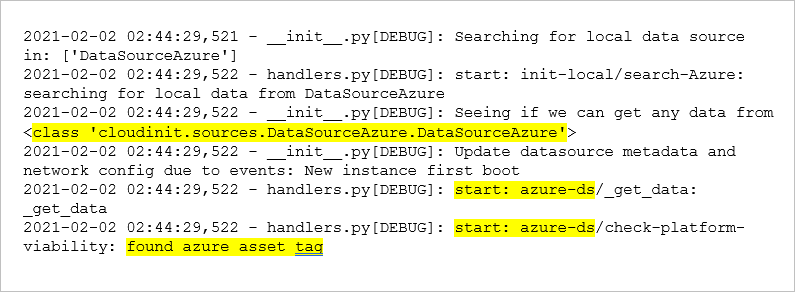 2021-02-02 02:44:29,521 - __init__.py[DEBUG]: Searching for local data source
in: ['DataSourceAzure']
2021-02-02 02:44:29,522 - handlers.py[DEBUG]: start: init-local/search-Azure:
searching for local data from DataSourceAzure
2021-02-02 02:44:29,522 - __init__.py[DEBUG]: Seeing if we can get any data from
<class 'cloudinit.sources.DataSourceAzure.DataSourceAzure'>
2021-02-02 02:44:29,522 - __init__.py[DEBUG]: Update datasource metadata and
network config due to events: New instance first boot
2021-02-02 02:44:29,522 - handlers.py[DEBUG]: start: azure-ds/_get_data:
_get_data
2021-02-02 02:44:29,522 - handlers.py[DEBUG]: start: azure-ds/check-platform-
viability: found azure asset tag